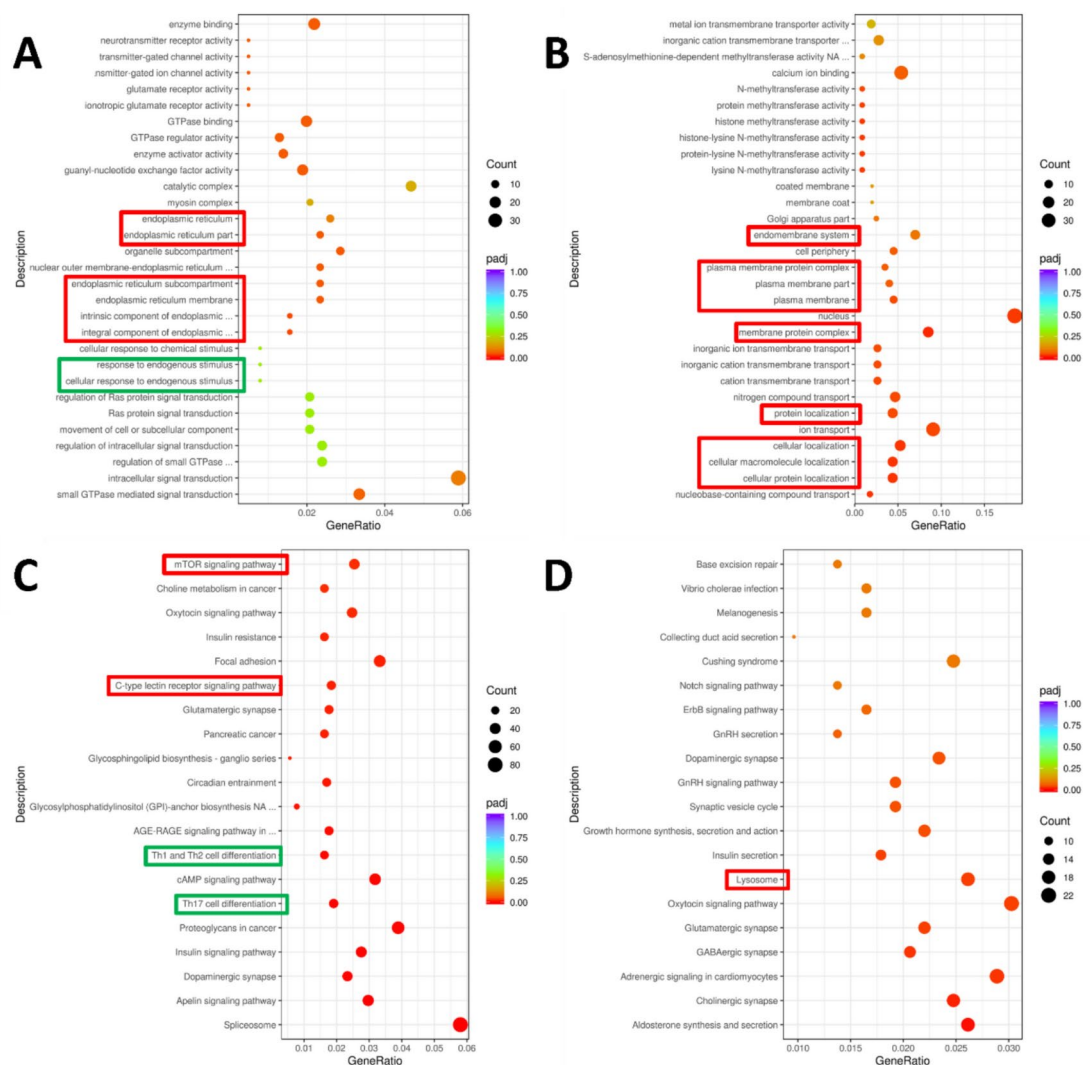 A
enzyme binding
neurotransmitter receptor activity
transmitter-gated channel activity
nsmitter-gated ion channel activity
glutamate receptor activity
ionotropic glutamate receptor activity
GTPase binding
GTPase regulator activity
enzyme activator activity
guanyl-nucleotide exchange factor activity
catalytic complex
myosin complex
endoplasmic reticulum
endoplasmic reticulum part
organelle subcompartment
nuclear outer membrane-endoplasmic reticulum ...
endoplasmic reticulum subcompartment
endoplasmic reticulum membrane
intrinsic component of endoplasmic ...
integral component of endoplasmic ...
cellular response to chemical stimulus
response to endogenous stimulus
cellular response to endogenous stimulus
regulation of Ras protein signal transduction
Ras protein signal transduction
movement of cell or subcellular component
regulation of intracellular signal transduction
regulation of small GTPase ...
intracellular signal transduction
small GTPase mediated signal transduction
Description
0.02 0.04 0.06
GeneRatio
Count
10
20
30
padj
1.00
0.75
0.50
0.25
0.00
B
metal ion transmembrane transporter activity
inorganic cation transmembrane transporter ...
S-adenosylmethionine-dependent methyltransferase activity NA ...
calcium ion binding
N-methyltransferase activity
protein methyltransferase activity
histone methyltransferase activity
histone-lysine N-methyltransferase activity
protein-lysine N-methyltransferase activity
lysine N-methyltransferase activity
coated membrane
membrane coat
Golgi apparatus part
endomembrane system
cell periphery
plasma membrane protein complex
plasma membrane part
plasma membrane
nucleus
membrane protein complex
inorganic ion transmembrane transport
inorganic cation transmembrane transport
cation transmembrane transport
nitrogen compound transport
protein localization
ion transport
cellular localization
cellular macromolecule localization
cellular protein localization
nucleobase-containing compound transport
Description
0.00 0.05 0.10 0.15
GeneRatio
Count
10
20
30
padj
1.00
0.75
0.50
0.25
0.00
C
mTOR signaling pathway
Choline metabolism in cancer
Oxytocin signaling pathway
Insulin resistance
Focal adhesion
C-type lectin receptor signaling pathway
Glutamatergic synapse
Pancreatic cancer
Glycosphingolipid biosynthesis - ganglio series
Circadian entrainment
Glycosylphosphatidylinositol (GPI)-anchor biosynthesis NA ...
AGE-RAGE signaling pathway in ...
Th1 and Th2 cell differentiation
cAMP signaling pathway
Th17 cell differentiation
Proteoglycans in cancer
Insulin signaling pathway
Dopaminergic synapse
Apelin signaling pathway
Spliceosome
Description
0.01 0.02 0.03 0.04 0.05 0.06
GeneRatio
Count
20
40
60
80
padj
1.00
0.75
0.50
0.25
0.00
D
Base excision repair
Vibrio cholerae infection
Melanogenesis
Collecting duct acid secretion
Cushing syndrome
Notch signaling pathway
ErbB signaling pathway
GnRH secretion
Dopaminergic synapse
GnRH signaling pathway
Synaptic vesicle cycle
Growth hormone synthesis, secretion and action
Insulin secretion
Lysosome
Oxytocin signaling pathway
Glutamatergic synapse
GABAergic synapse
Adrenergic signaling in cardiomyocytes
Cholinergic synapse
Aldosterone synthesis and secretion
Description
0.010 0.015 0.020 0.025 0.030
GeneRatio
padj
1.00
0.75
0.50
0.25
0.00
Count
10
14
18
22